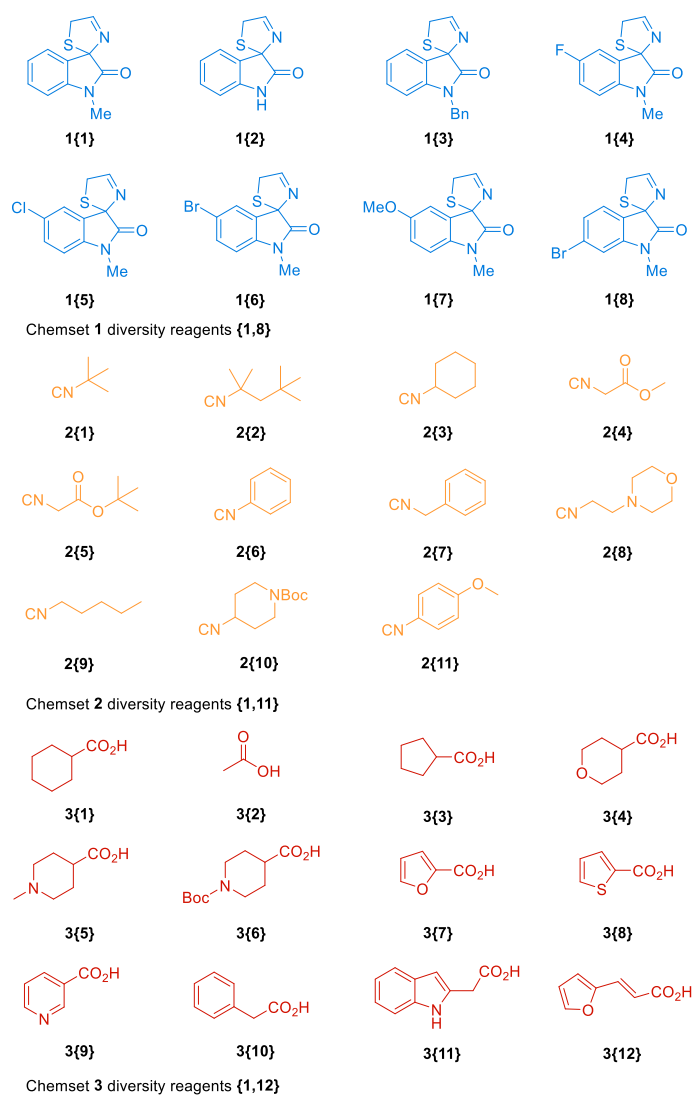 S N O N Me
S N O N H
S N O N Bn
F S N O N Me
1{1} 1{2} 1{3} 1{4}
Cl S N O N Me
Br S N O N Me
MeO S N O N Me
Br S N O N Me
1{5} 1{6} 1{7} 1{8}
Chemset 1 diversity reagents {1,8}
CN CN CN CN O O
2{1} 2{2} 2{3} 2{4}
CN O O CN CN CN N O
2{5} 2{6} 2{7} 2{8}
CN CN NBoc CN O
2{9} 2{10} 2{11}
Chemset 2 diversity reagents {1,11}
CO2H O OH CO2H O CO2H
3{1} 3{2} 3{3} 3{4}
N CO2H BocN CO2H O CO2H S CO2H
3{5} 3{6} 3{7} 3{8}
N CO2H CO2H N H CO2H O CO2H
3{9} 3{10} 3{11} 3{12}
Chemset 3 diversity reagents {1,12}